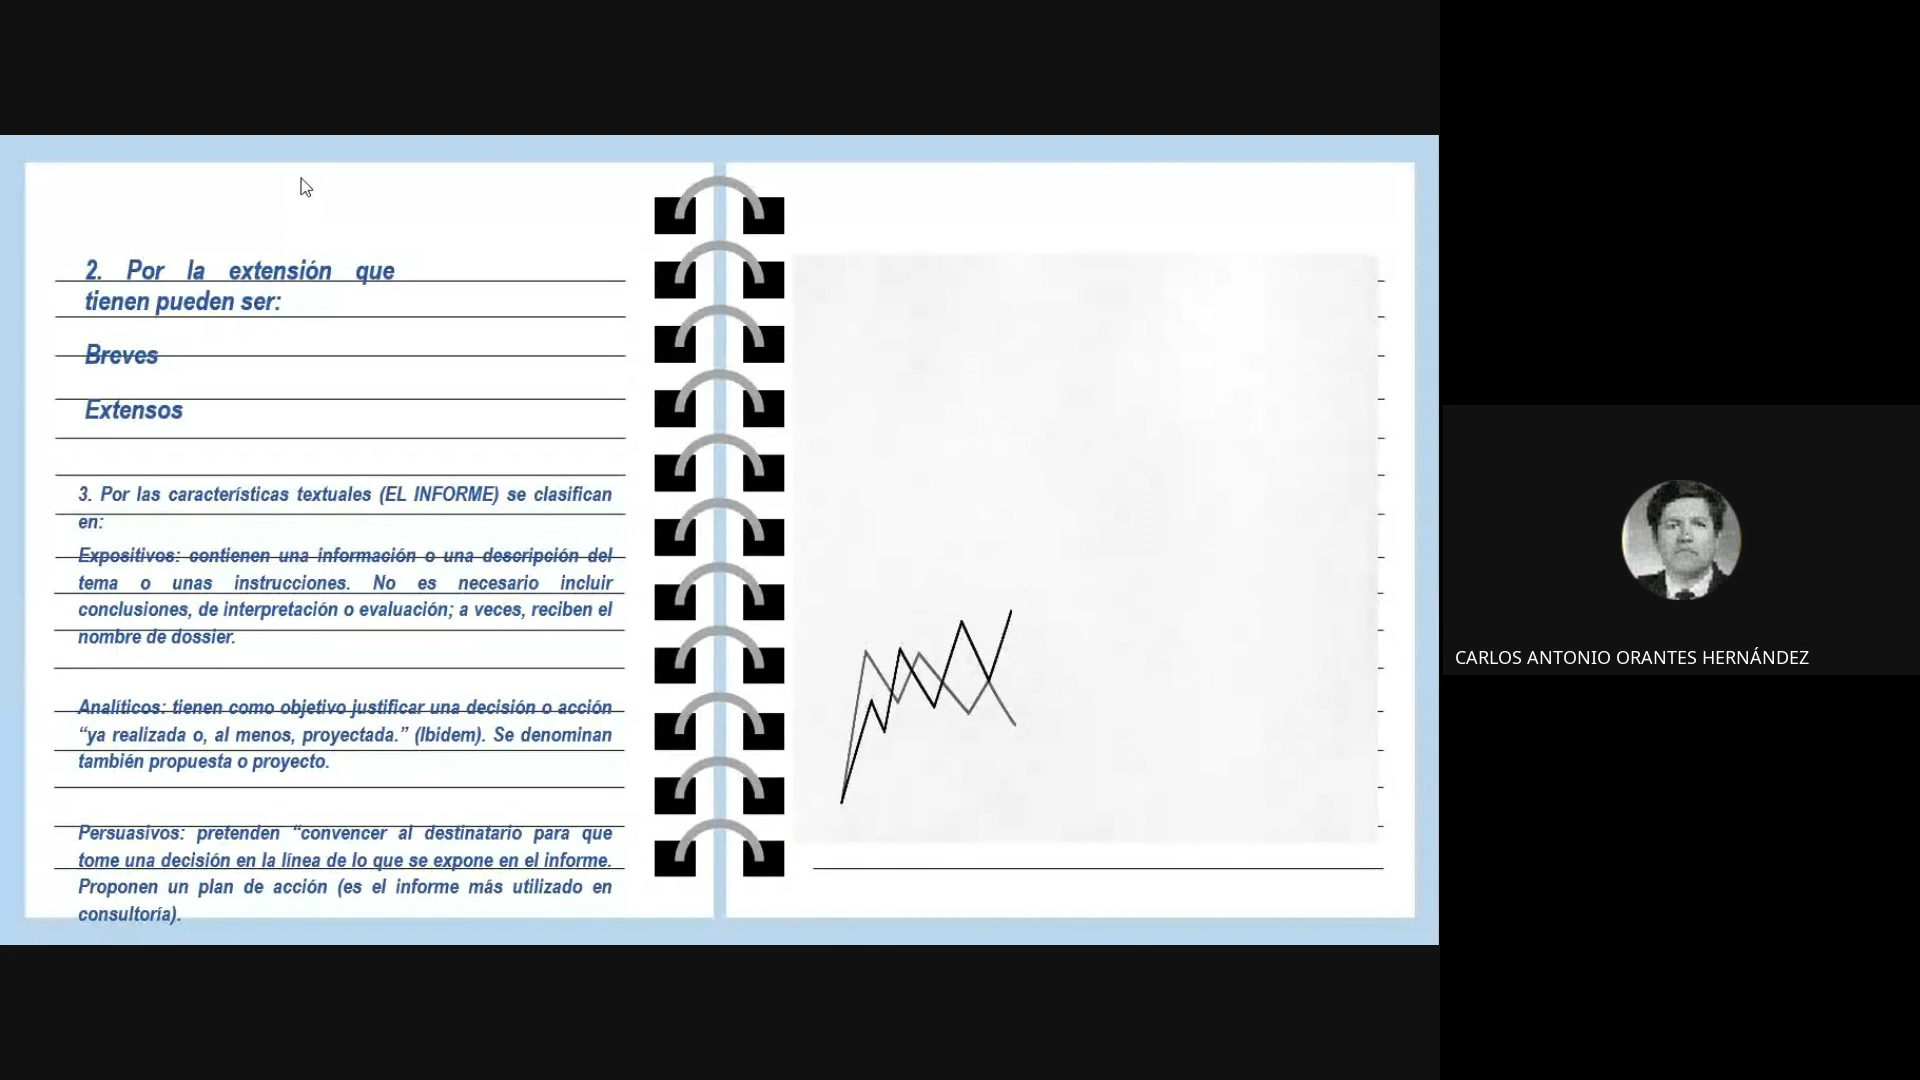 2. Por la extensión que
tienen pueden ser:
Breves
Extensos
3. Por las características textuales (EL INFORME) se clasifican
en:
Expositivos: contienen una información o una descripción del
tema o unas instrucciones. No es necesario incluir
conclusiones, de interpretación o evaluación; a veces, reciben el
nombre de dossier.
Analíticos: tienen como objetivo justificar una decisión o acción
“ya realizada o, al menos, proyectada.” (Ibidem). Se denominan
también propuesta o proyecto.
Persuasivos: pretenden “convencer al destinatario para que
tome una decisión en la línea de lo que se expone en el informe.
Proponen un plan de acción (es el informe más utilizado en
consultoría).
CARLOS ANTONIO ORANTES HERNÁNDEZ